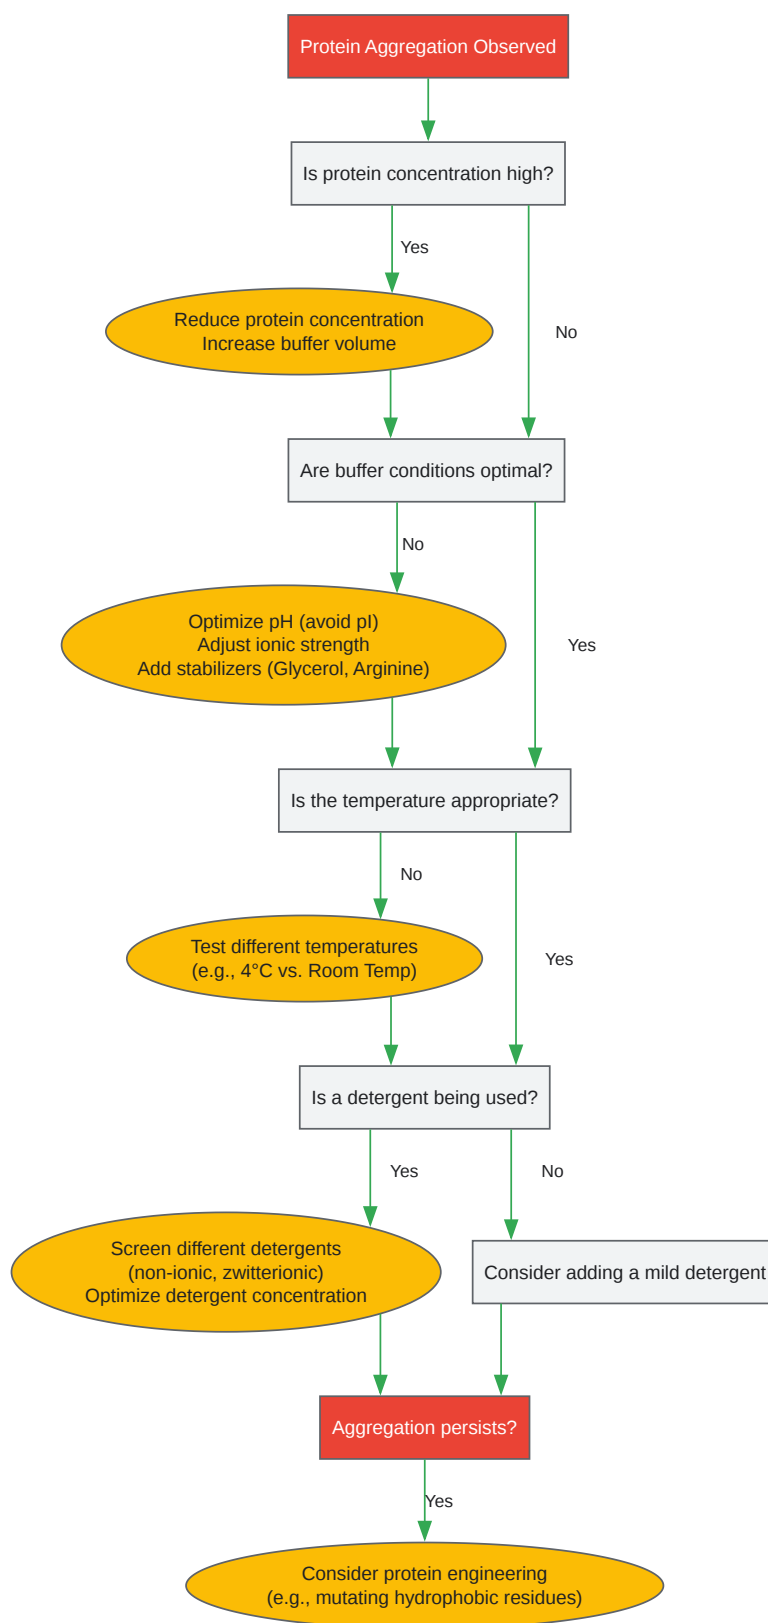 Protein Aggregation Observed
Is protein concentration high?
Yes
Reduce protein concentration
Increase buffer volume
No
Are buffer conditions optimal?
No
Optimize pH (avoid pI)
Adjust ionic strength
Add stabilizers (Glycerol, Arginine)
Yes
Is the temperature appropriate?
No
Test different temperatures
(e.g., 4°C vs. Room Temp)
Yes
Is a detergent being used?
Yes
No
Screen different detergents
(non-ionic, zwitterionic)
Optimize detergent concentration
Consider adding a mild detergent
Aggregation persists?
Yes
Consider protein engineering
(e.g., mutating hydrophobic residues)